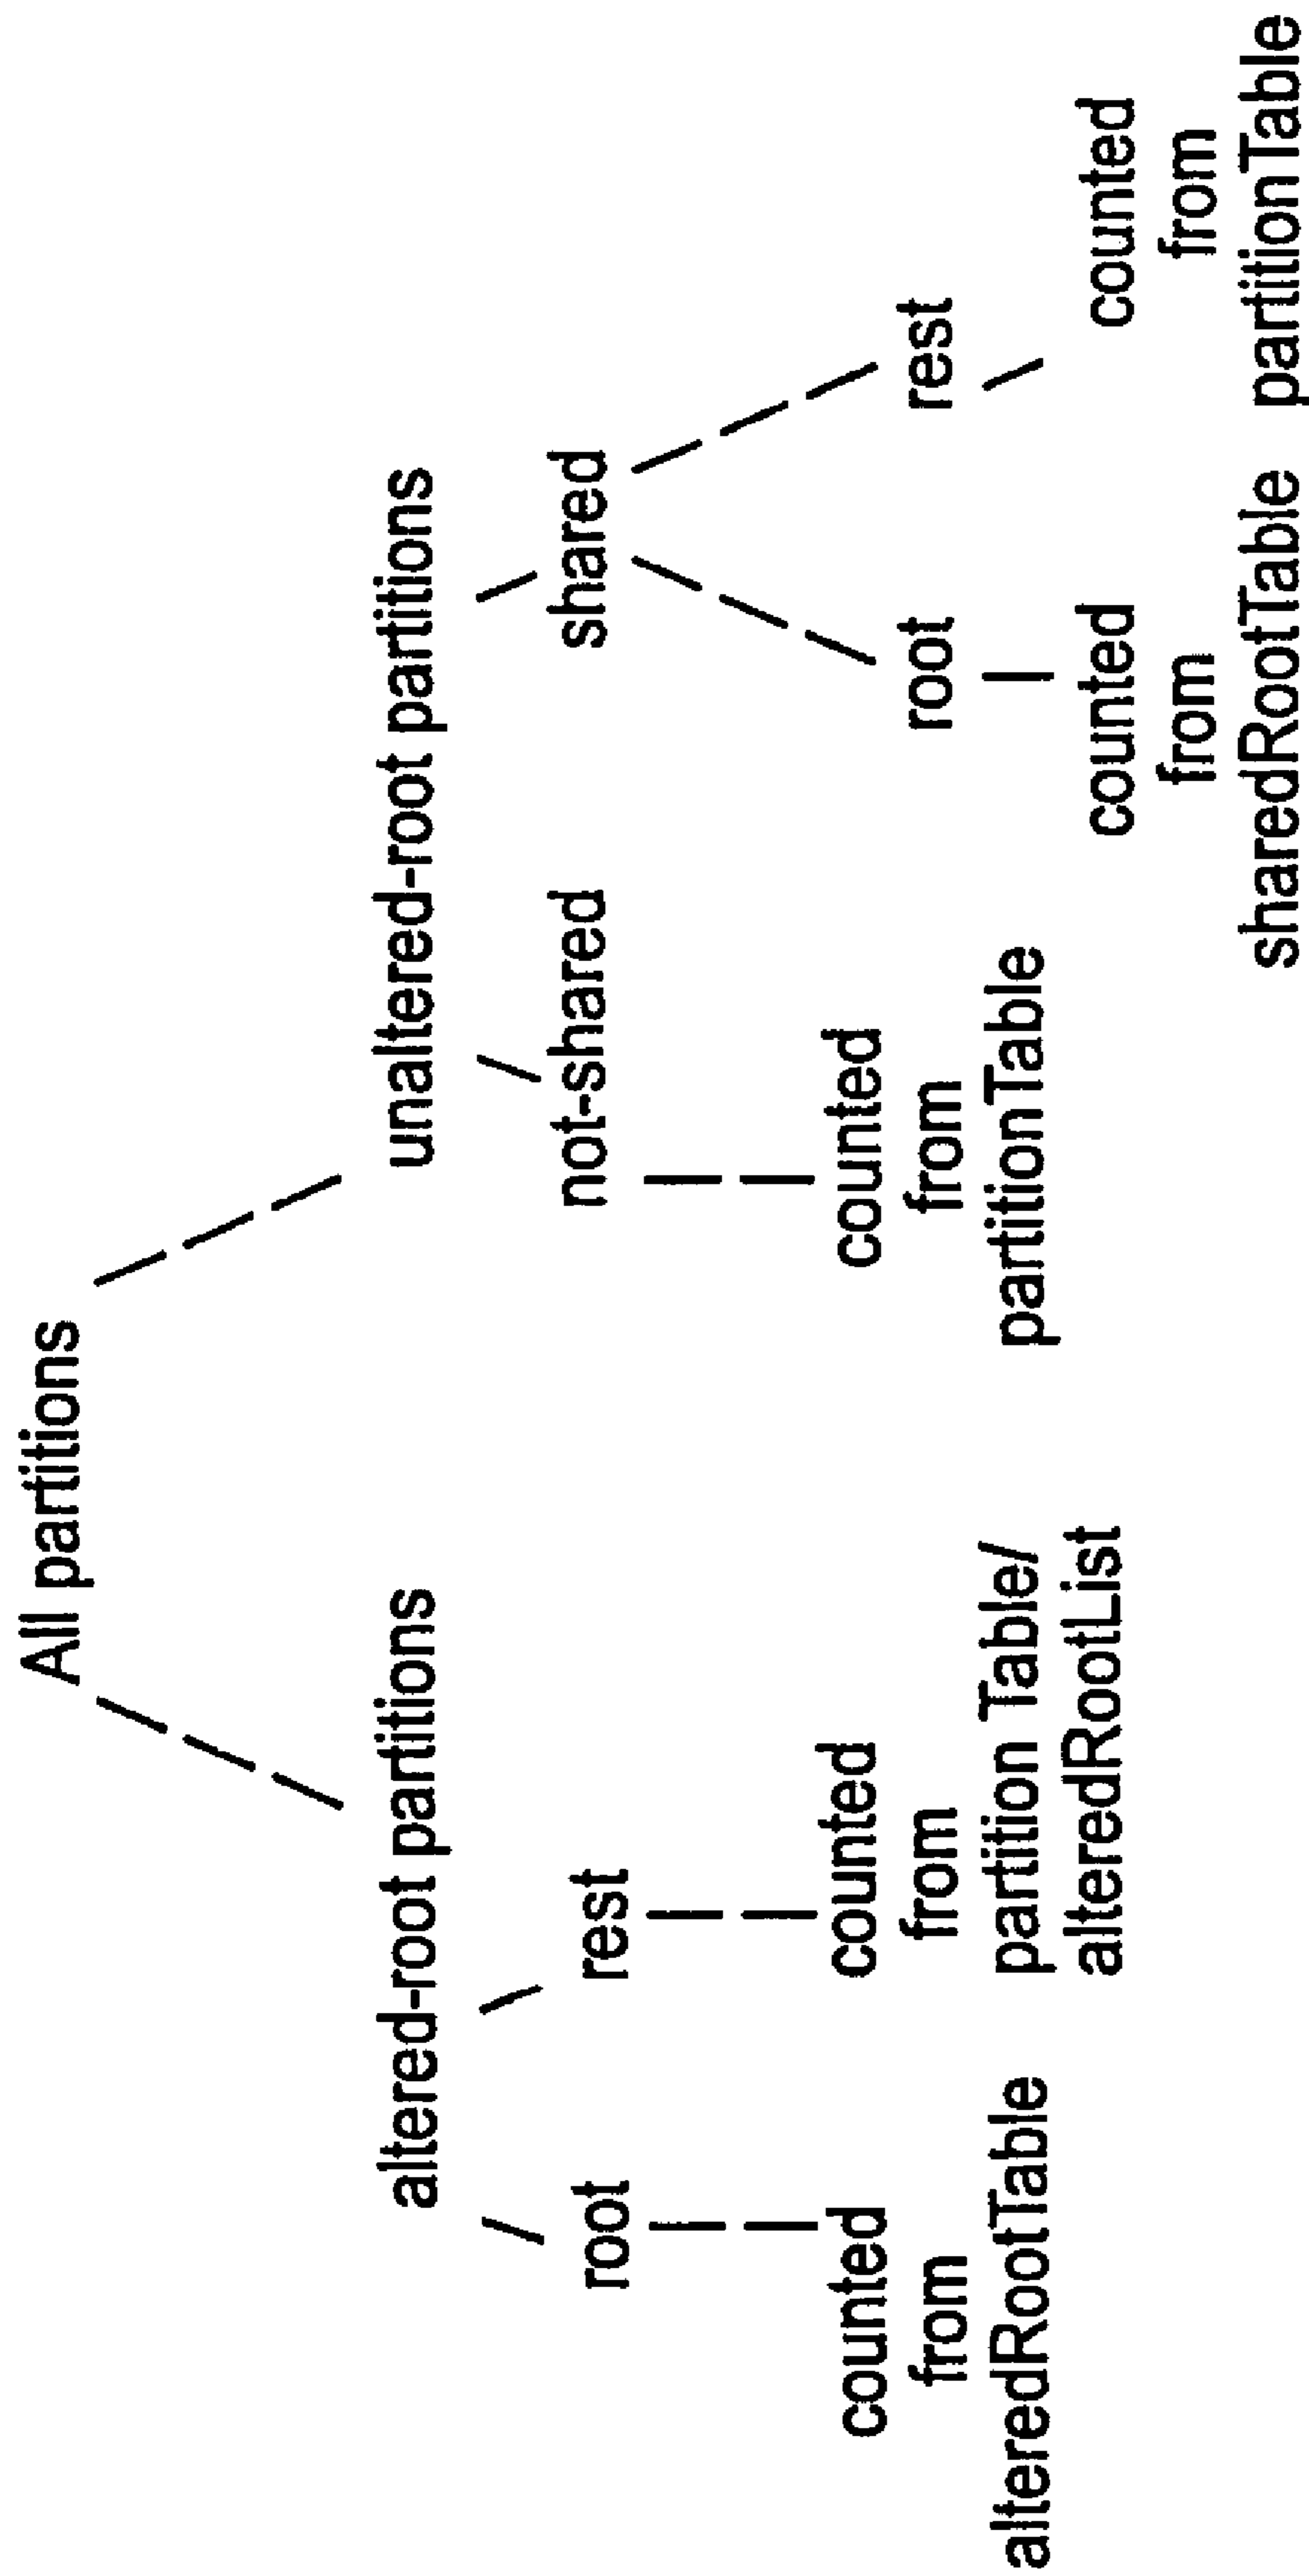 All partitions
altered-root partitions
unaltered-root partitions
root
rest
not-shared
shared
counted
from
alteredRootTable
counted
from
partition Table/
alteredRootList
counted
from
partitionTable
root
rest
counted
from
sharedRootTable
counted
from
partitionTable